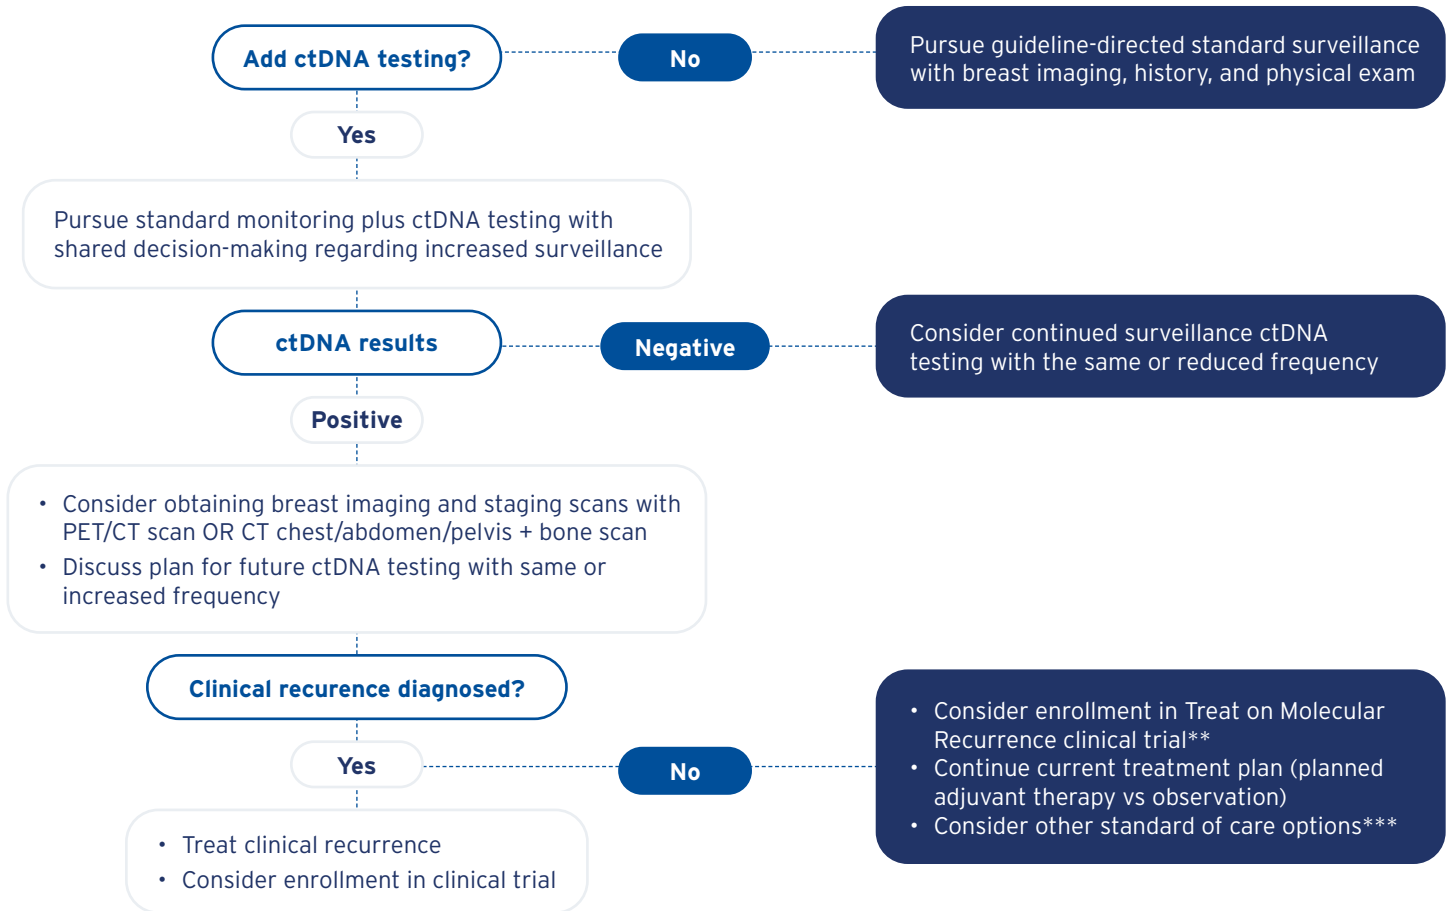 Add ctDNA testing?
No
Pursue guideline-directed standard surveillance
with breast imaging, history, and physical exam
Yes
Pursue standard monitoring plus ctDNA testing with
shared decision-making regarding increased surveillance
ctDNA results
Negative
Consider continued surveillance ctDNA
testing with the same or reduced frequency
Positive
• Consider obtaining breast imaging and staging scans with
PET/CT scan OR CT chest/abdomen/pelvis + bone scan
• Discuss plan for future ctDNA testing with same or
increased frequency
Clinical recurence diagnosed?
Yes
No
• Consider enrollment in Treat on Molecular
Recurrence clinical trial**
• Continue current treatment plan (planned
adjuvant therapy vs observation)
• Consider other standard of care options***
• Treat clinical recurrence
• Consider enrollment in clinical trial